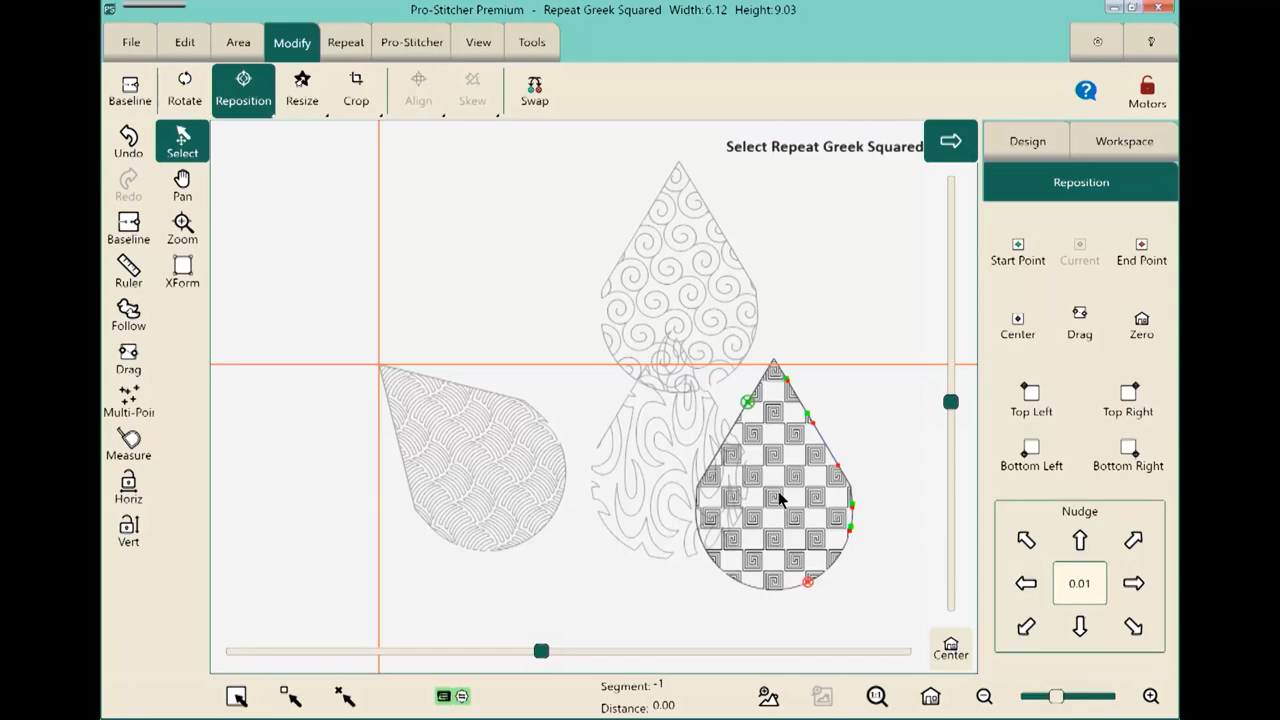 PS Pro-Stitcher Premium - Repeat Greek Squared Width:6.12 Height:9.03
File Edit Area Modify Repeat Pro-Stitcher View Tools
Baseline Rotate Reposition Resize Crop Align Skew Swap ? Motors
Undo Select
Redo Pan
Baseline Zoom
Ruler XForm
Follow
Drag
Multi-Poi
Measure
Horiz
Vert
Select Repeat Greek Squared
Center
Design Workspace
Reposition
Start Point Current End Point
Center Drag Zero
Top Left Top Right
Bottom Left Bottom Right
Nudge
0.01
Segment: -1
Distance: 0.00
1:1